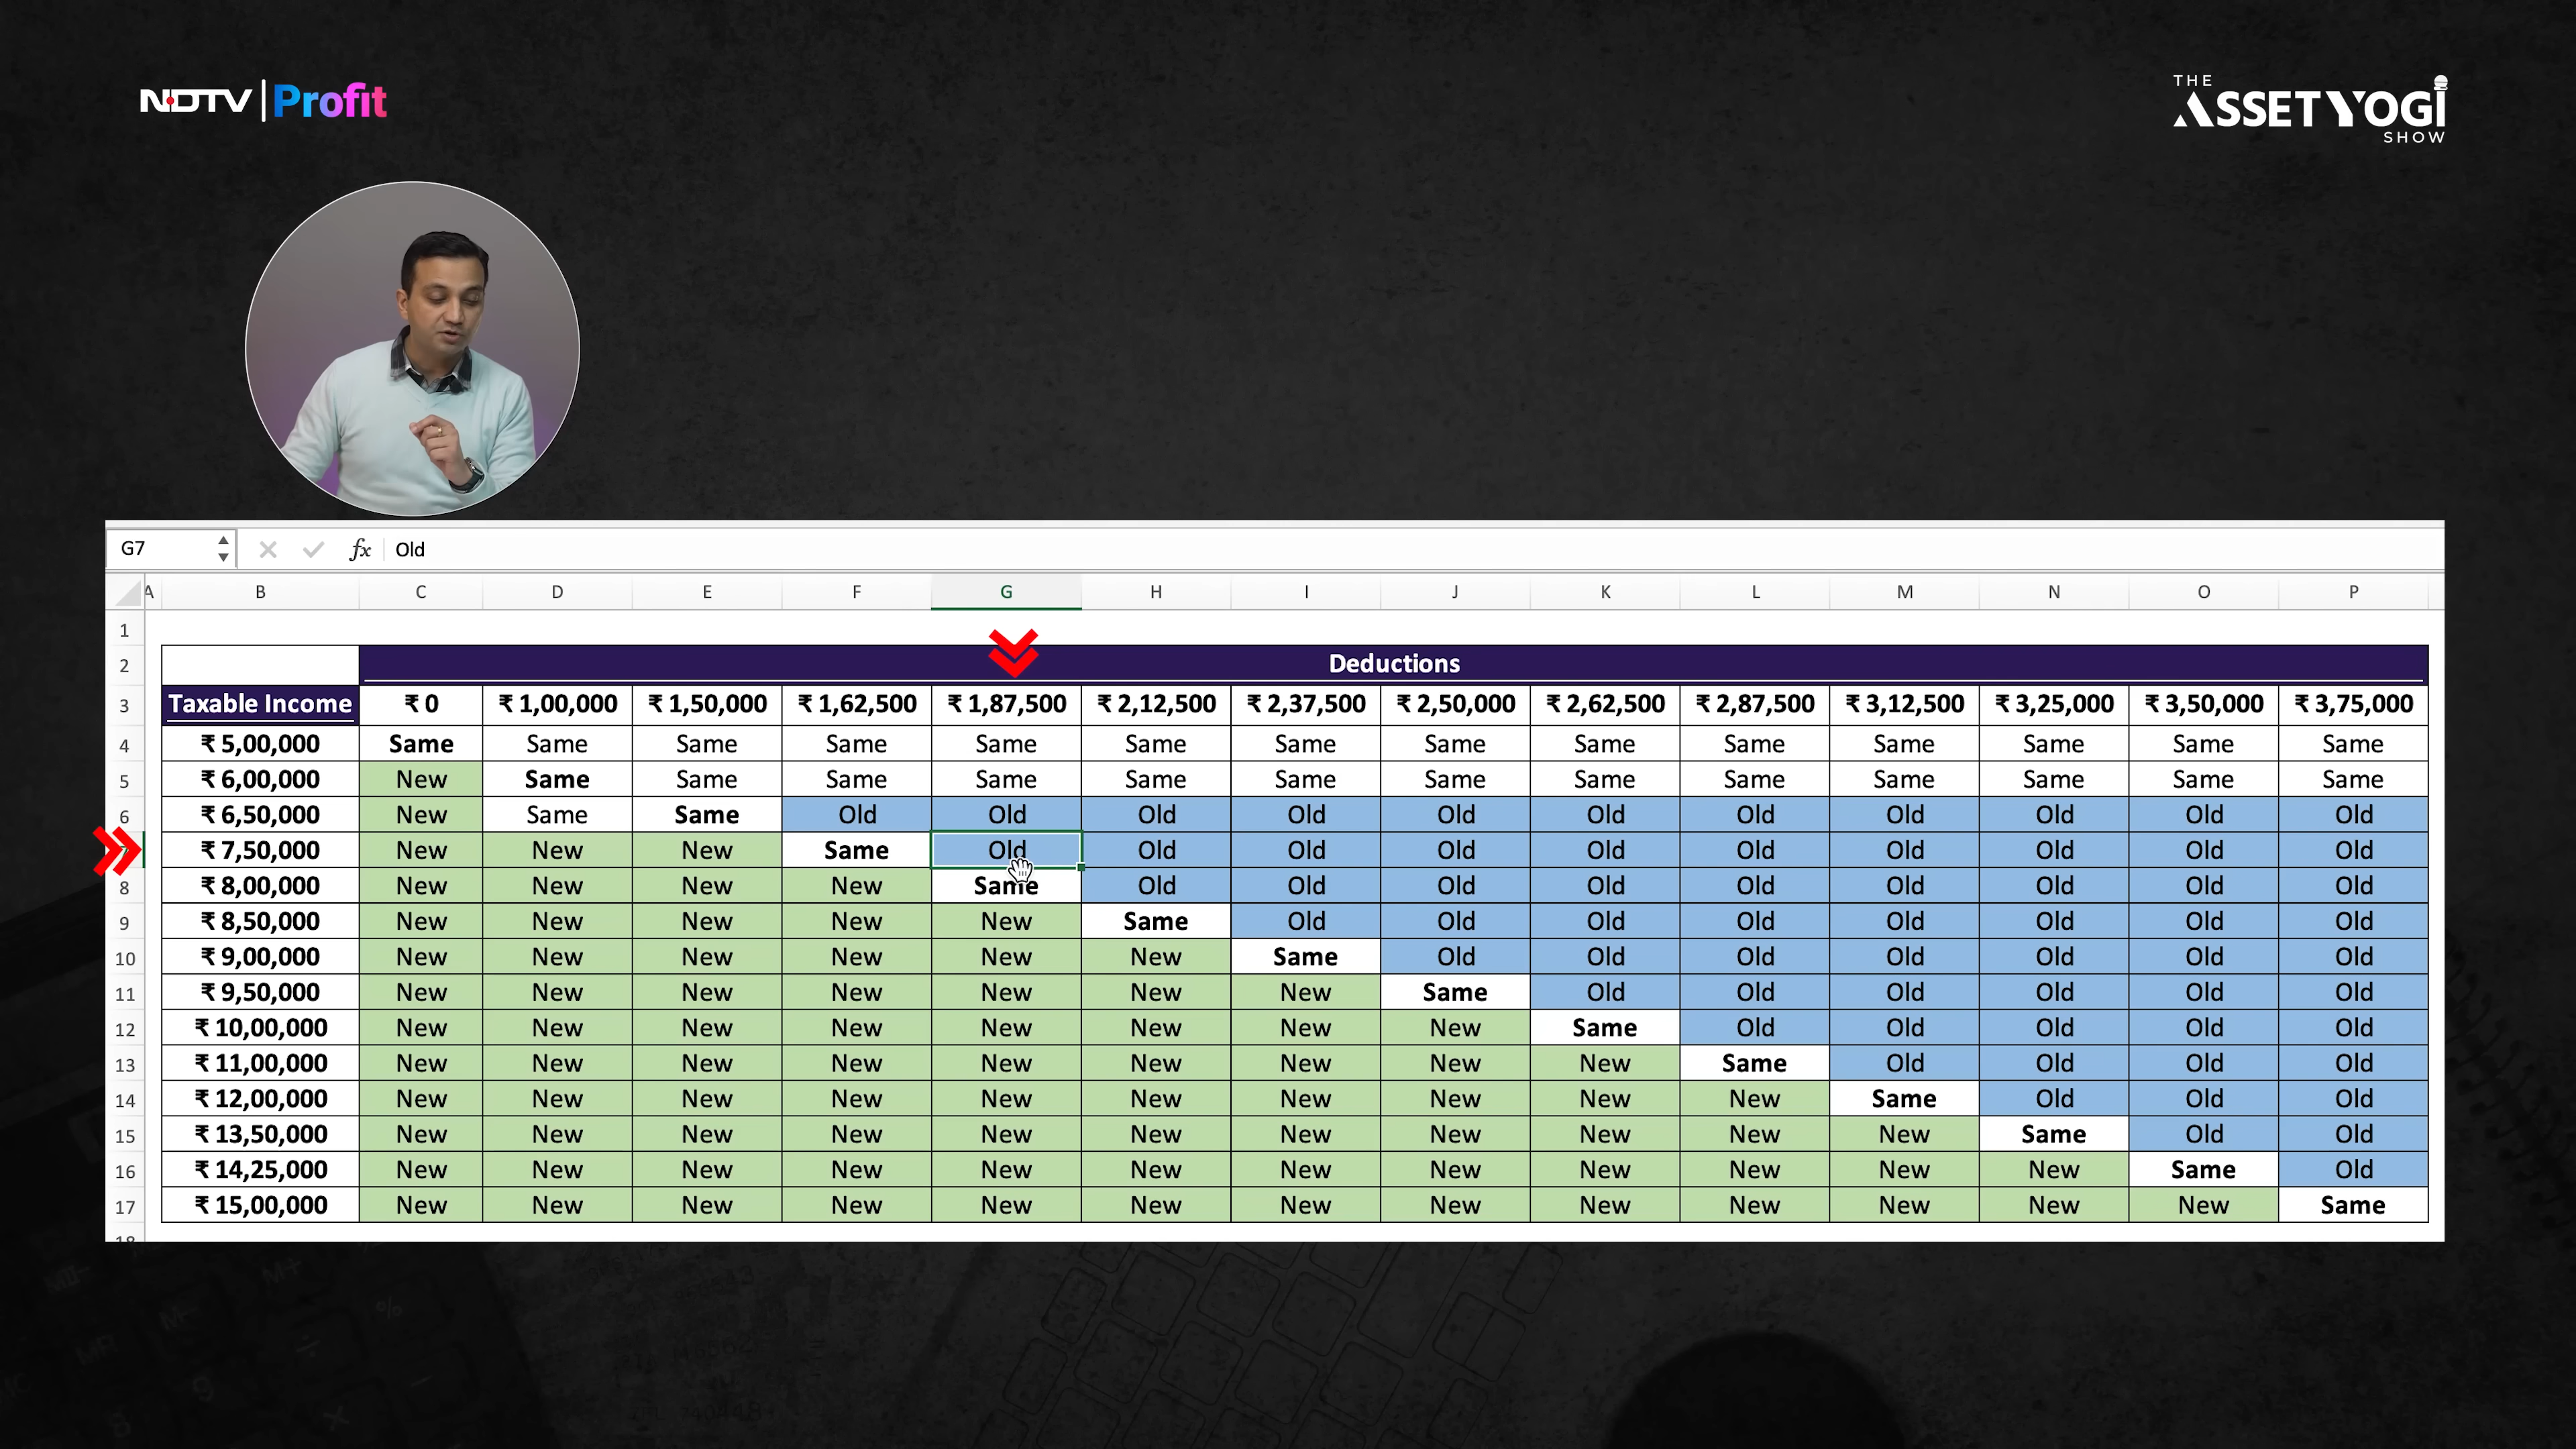 NDTV Profit
THE
ASSET YOGI
SHOW
G7 fx Old
A B C D E F G H I J K L M N O P
1
2 Deductions
3 Taxable Income ₹ 0 ₹ 1,00,000 ₹ 1,50,000 ₹ 1,62,500 ₹ 1,87,500 ₹ 2,12,500 ₹ 2,37,500 ₹ 2,50,000 ₹ 2,62,500 ₹ 2,87,500 ₹ 3,12,500 ₹ 3,25,000 ₹ 3,50,000 ₹ 3,75,000
4 ₹ 5,00,000 Same Same Same Same Same Same Same Same Same Same Same Same Same Same
5 ₹ 6,00,000 New Same Same Same Same Same Same Same Same Same Same Same Same Same
6 ₹ 6,50,000 New Same Same Old Old Old Old Old Old Old Old Old Old Old
₹ 7,50,000 New New New Same Old Old Old Old Old Old Old Old Old Old
8 ₹ 8,00,000 New New New New Same Old Old Old Old Old Old Old Old Old
9 ₹ 8,50,000 New New New New New Same Old Old Old Old Old Old Old Old
10 ₹ 9,00,000 New New New New New New Same Old Old Old Old Old Old Old
11 ₹ 9,50,000 New New New New New New New Same Old Old Old Old Old Old
12 ₹ 10,00,000 New New New New New New New New Same Old Old Old Old Old
13 ₹ 11,00,000 New New New New New New New New New Same Old Old Old Old
14 ₹ 12,00,000 New New New New New New New New New New Same Old Old Old
15 ₹ 13,50,000 New New New New New New New New New New New Same Old Old
16 ₹ 14,25,000 New New New New New New New New New New New New Same Old
17 ₹ 15,00,000 New New New New New New New New New New New New New Same